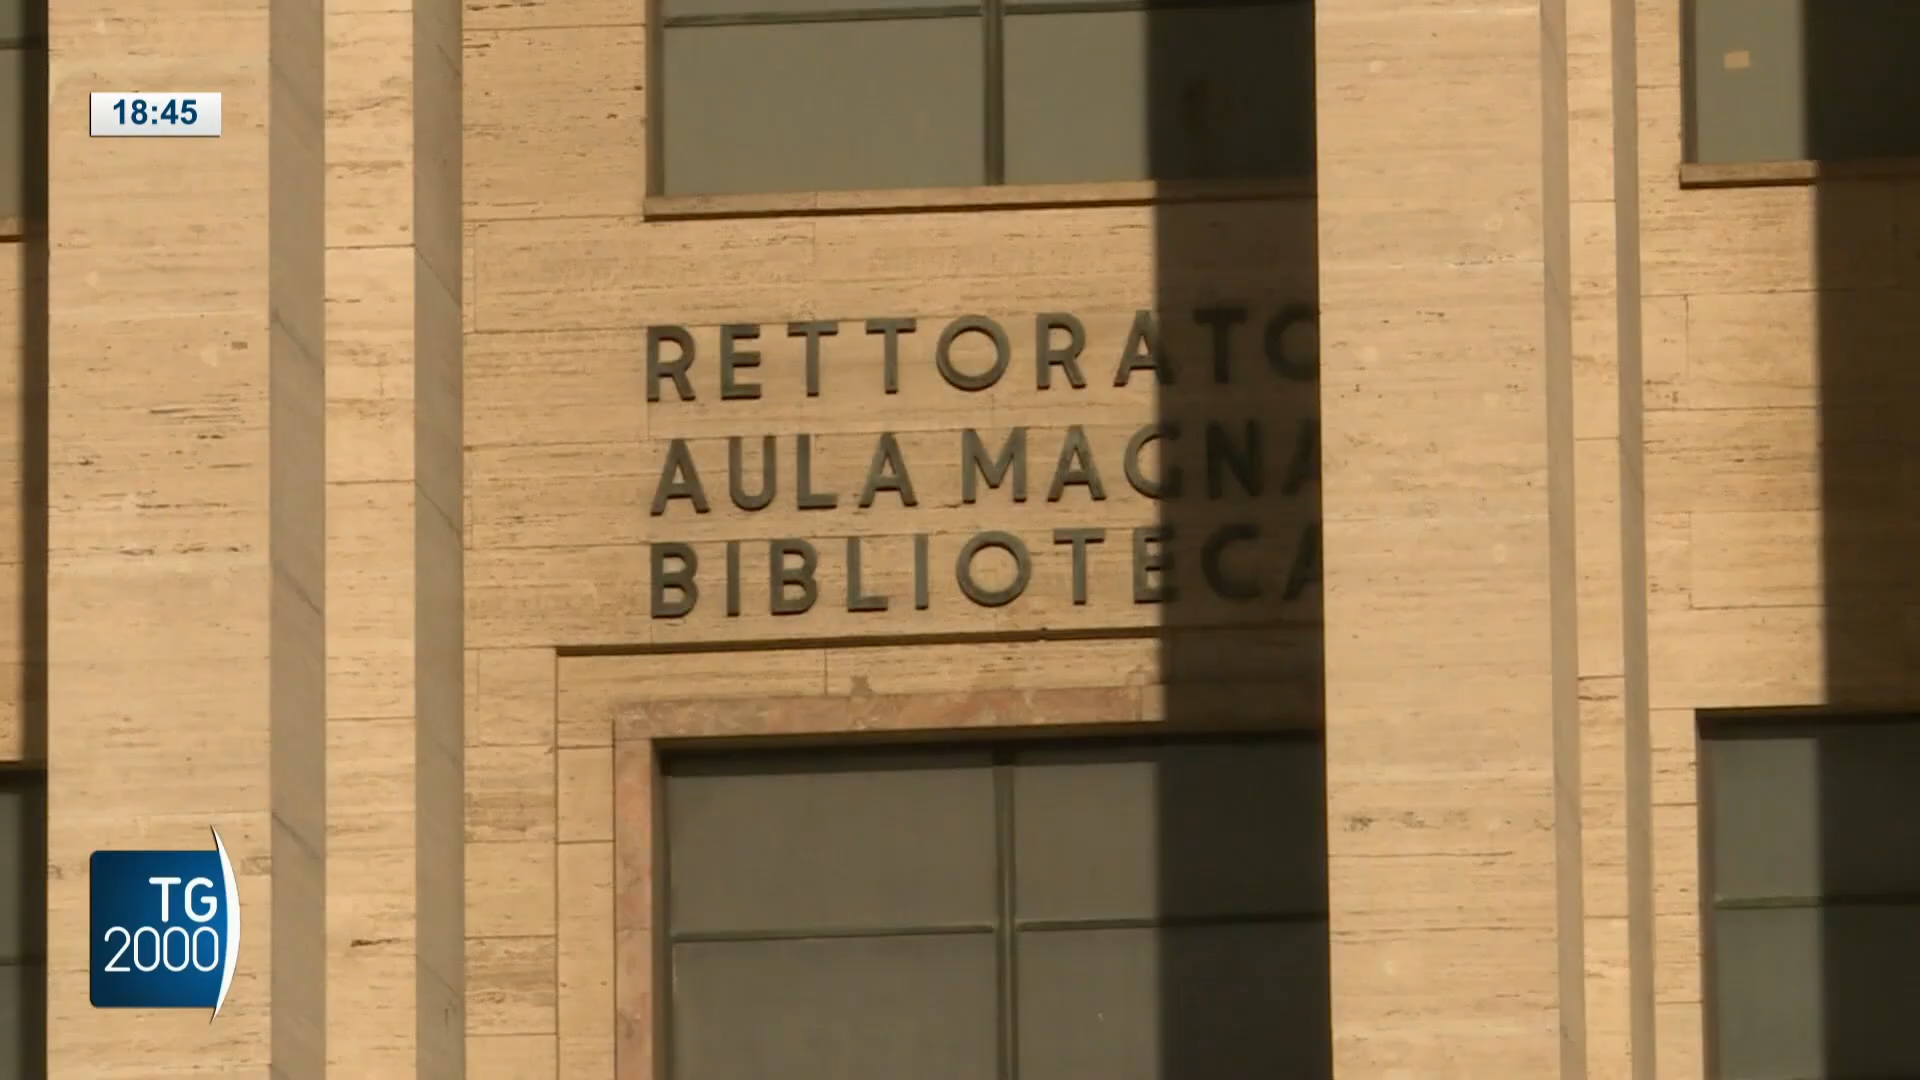 18:45
RETTORATO
AULA MAGNA
BIBLIOTECA
TG
2000